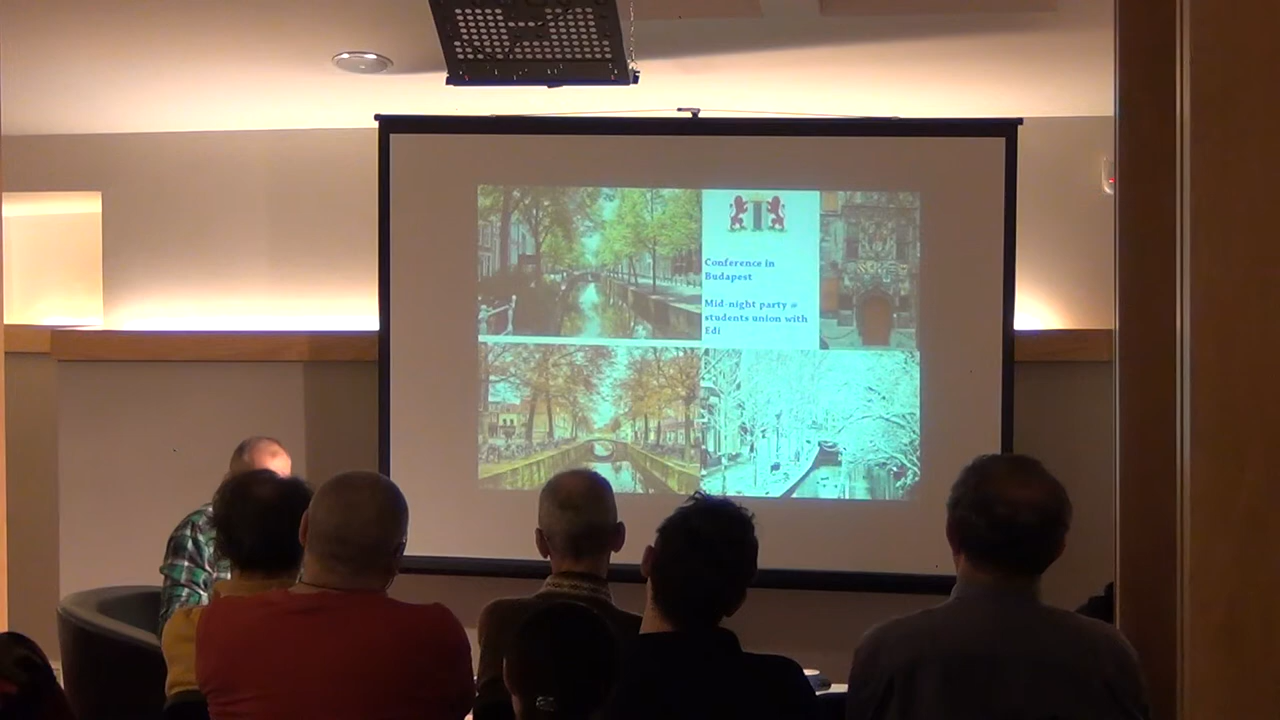 Conference in
Budapest
Mid-night party @
students union with
Edi